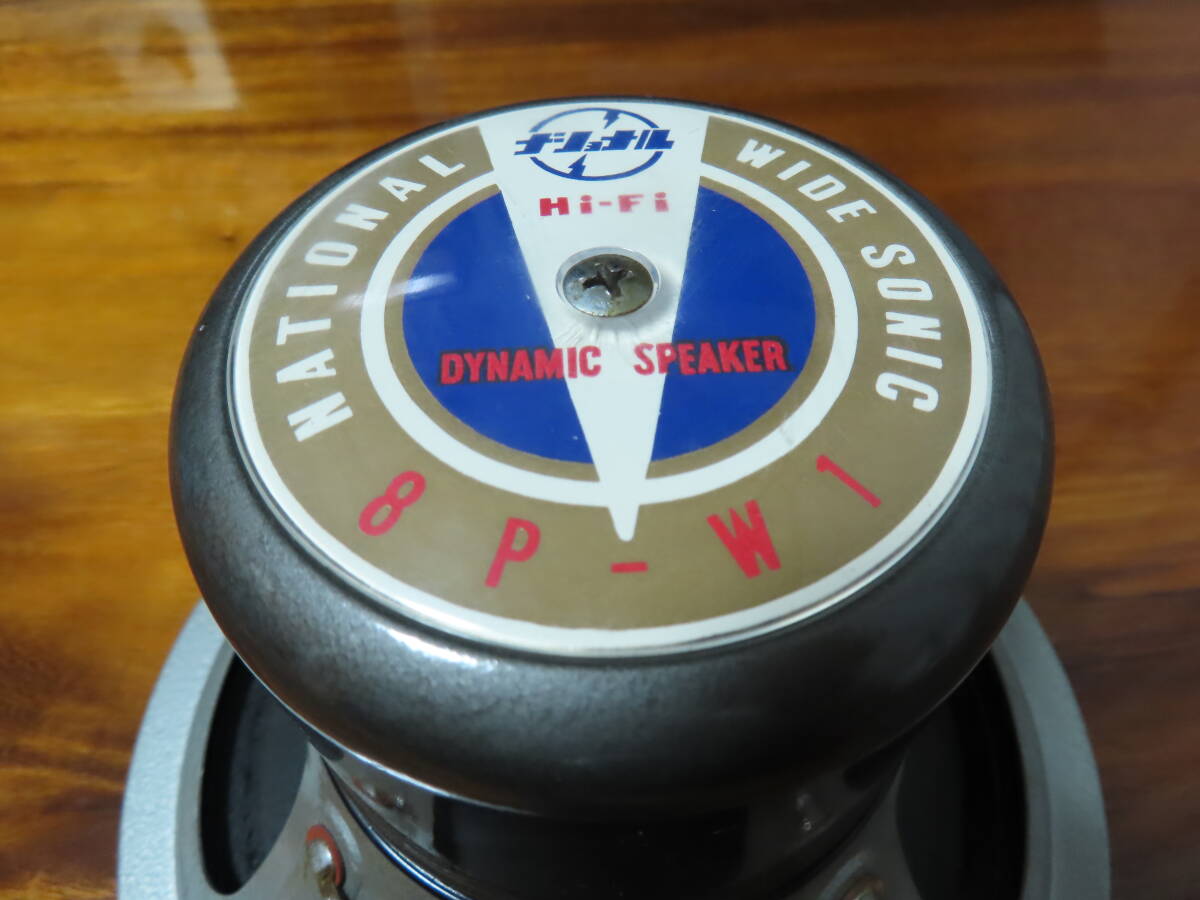 ナショナル
Hi-Fi
NATIONAL
WIDE SONIC
DYNAMIC SPEAKER
8P-W1